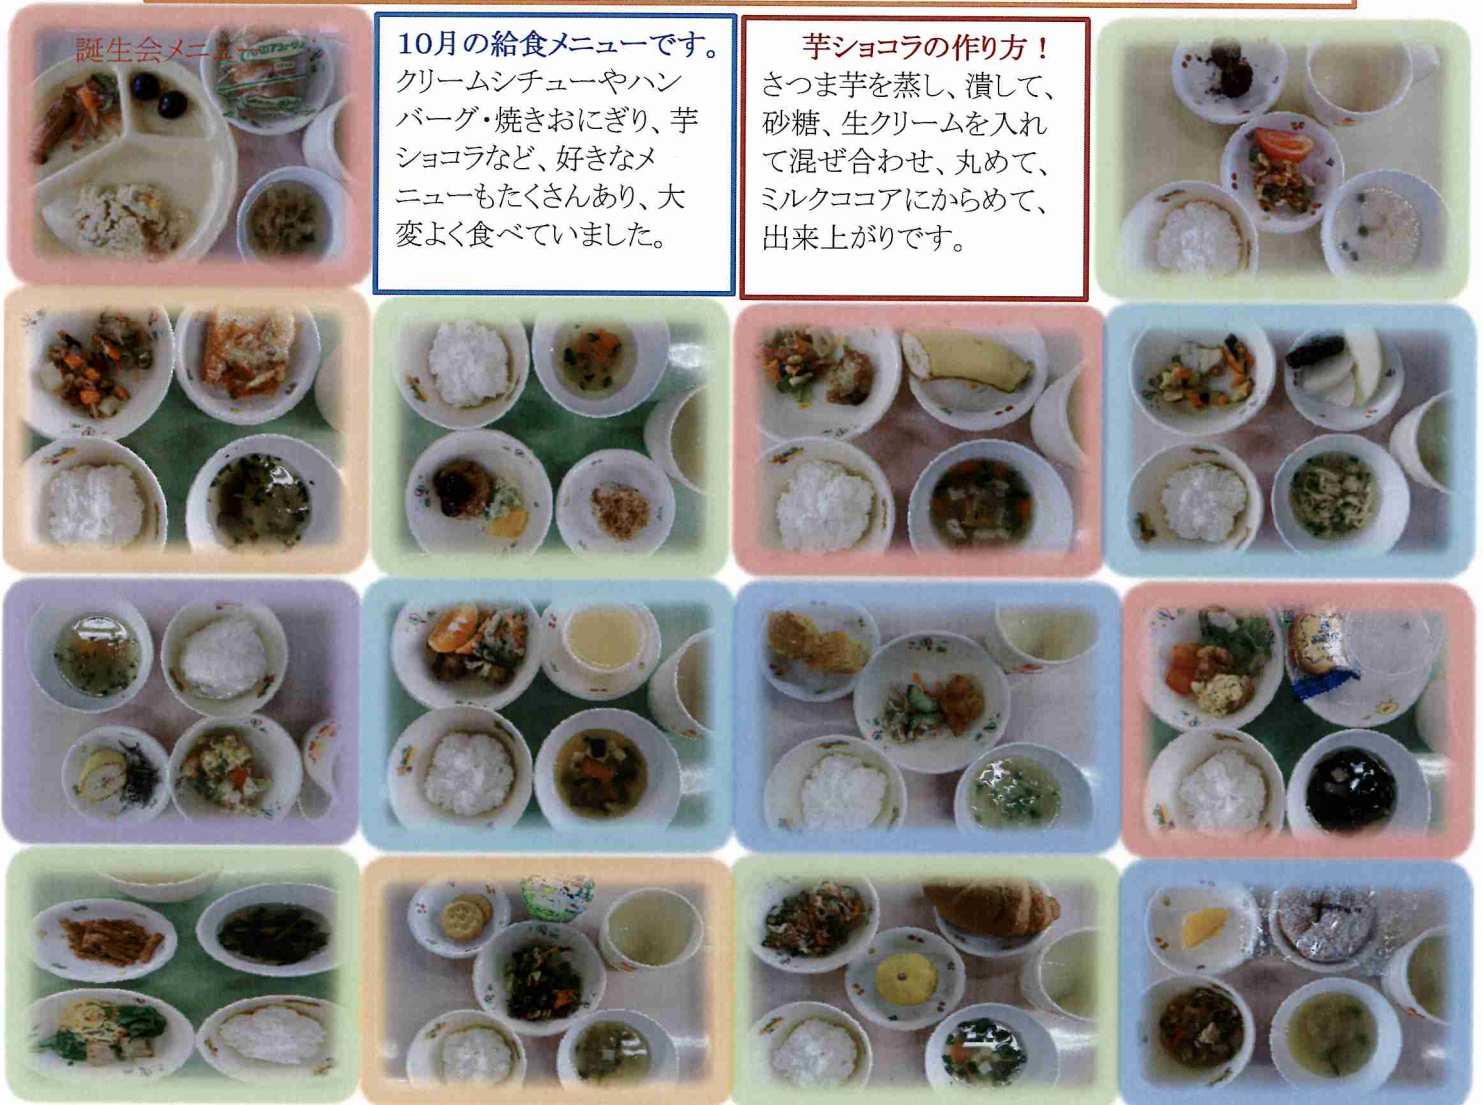 誕生会メニュー
10月の給食メニューです。
クリームシチューやハン
バーグ・焼きおにぎり、芋
ショコラなど、好きなメ
ニューもたくさんあり、大
変よく食べていました。
芋ショコラの作り方！
さつま芋を蒸し、潰して、
砂糖、生クリームを入れ
て混ぜ合わせ、丸めて、
ミルクココアにからめて、
出来上がりです。